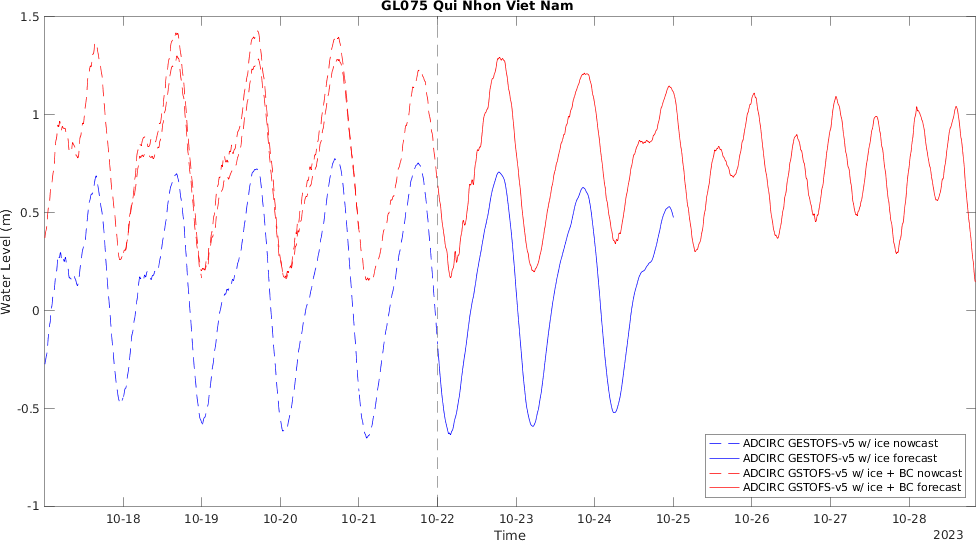 GL075 Qui Nhon Viet Nam
1.5
1
0.5
0
-0.5
-1
Water Level (m)
10-18 10-19 10-20 10-21 10-22 10-23 10-24 10-25 10-26 10-27 10-28
Time
2023
ADCIRC GESTOFS-v5 w/ ice nowcast
ADCIRC GESTOFS-v5 w/ ice forecast
ADCIRC GSTOFS-v5 w/ ice + BC nowcast
ADCIRC GSTOFS-v5 w/ ice + BC forecast